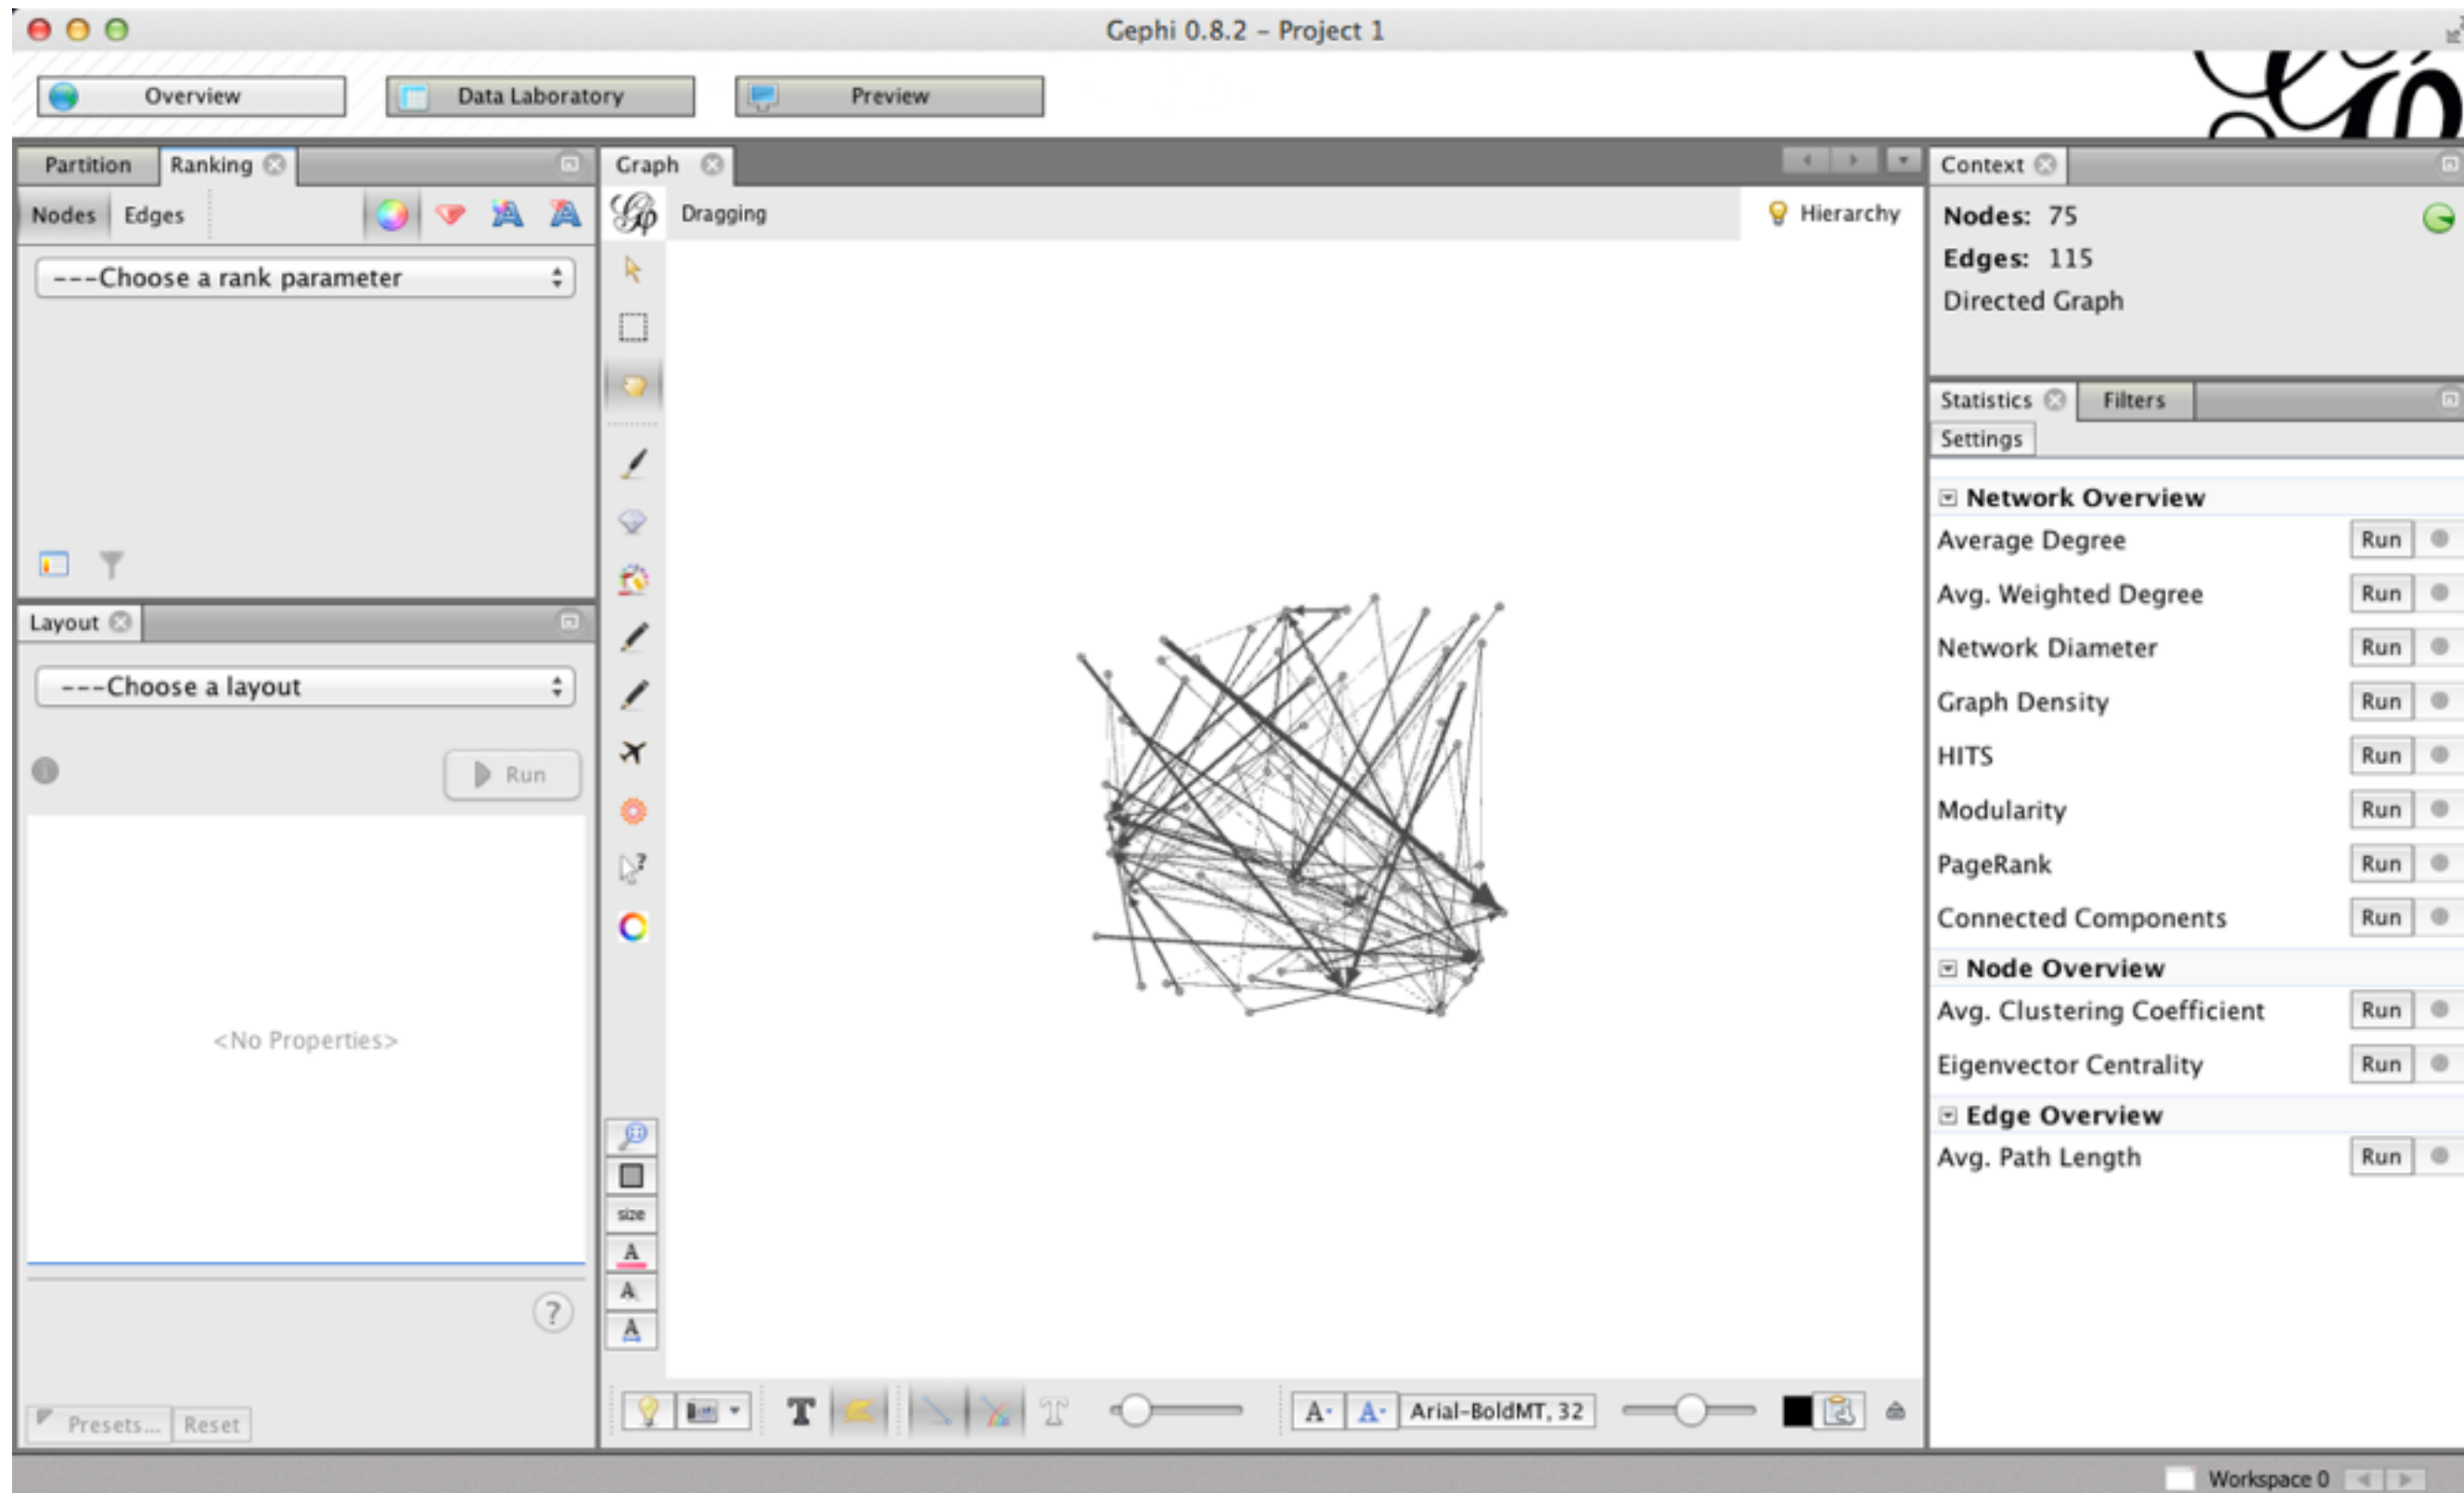 Gephi 0.8.2 – Project 1
Overview
Data Laboratory
Preview
Partition
Ranking
Nodes
Edges
---Choose a rank parameter
Layout
---Choose a layout
Run
<No Properties>
?
Presets...
Reset
Graph
Dragging
Hierarchy
size
A
A
A
T
T
A
A
Arial-BoldMT, 32
Context
Nodes: 75
Edges: 115
Directed Graph
Statistics
Filters
Settings
Network Overview
Average Degree Run
Avg. Weighted Degree Run
Network Diameter Run
Graph Density Run
HITS Run
Modularity Run
PageRank Run
Connected Components Run
Node Overview
Avg. Clustering Coefficient Run
Eigenvector Centrality Run
Edge Overview
Avg. Path Length Run
Workspace 0